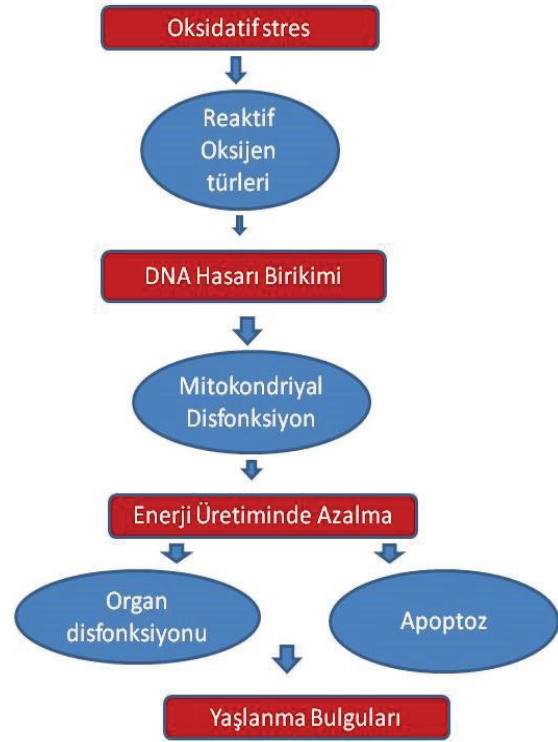 Oksidatif stres
Reaktif
Oksijen
türleri
DNA Hasarı Birikimi
Mitokondriyal
Disfonksiyon
Enerji Üretiminde Azalma
Organ
disfonksiyonu
Apoptoz
Yaşlanma Bulguları